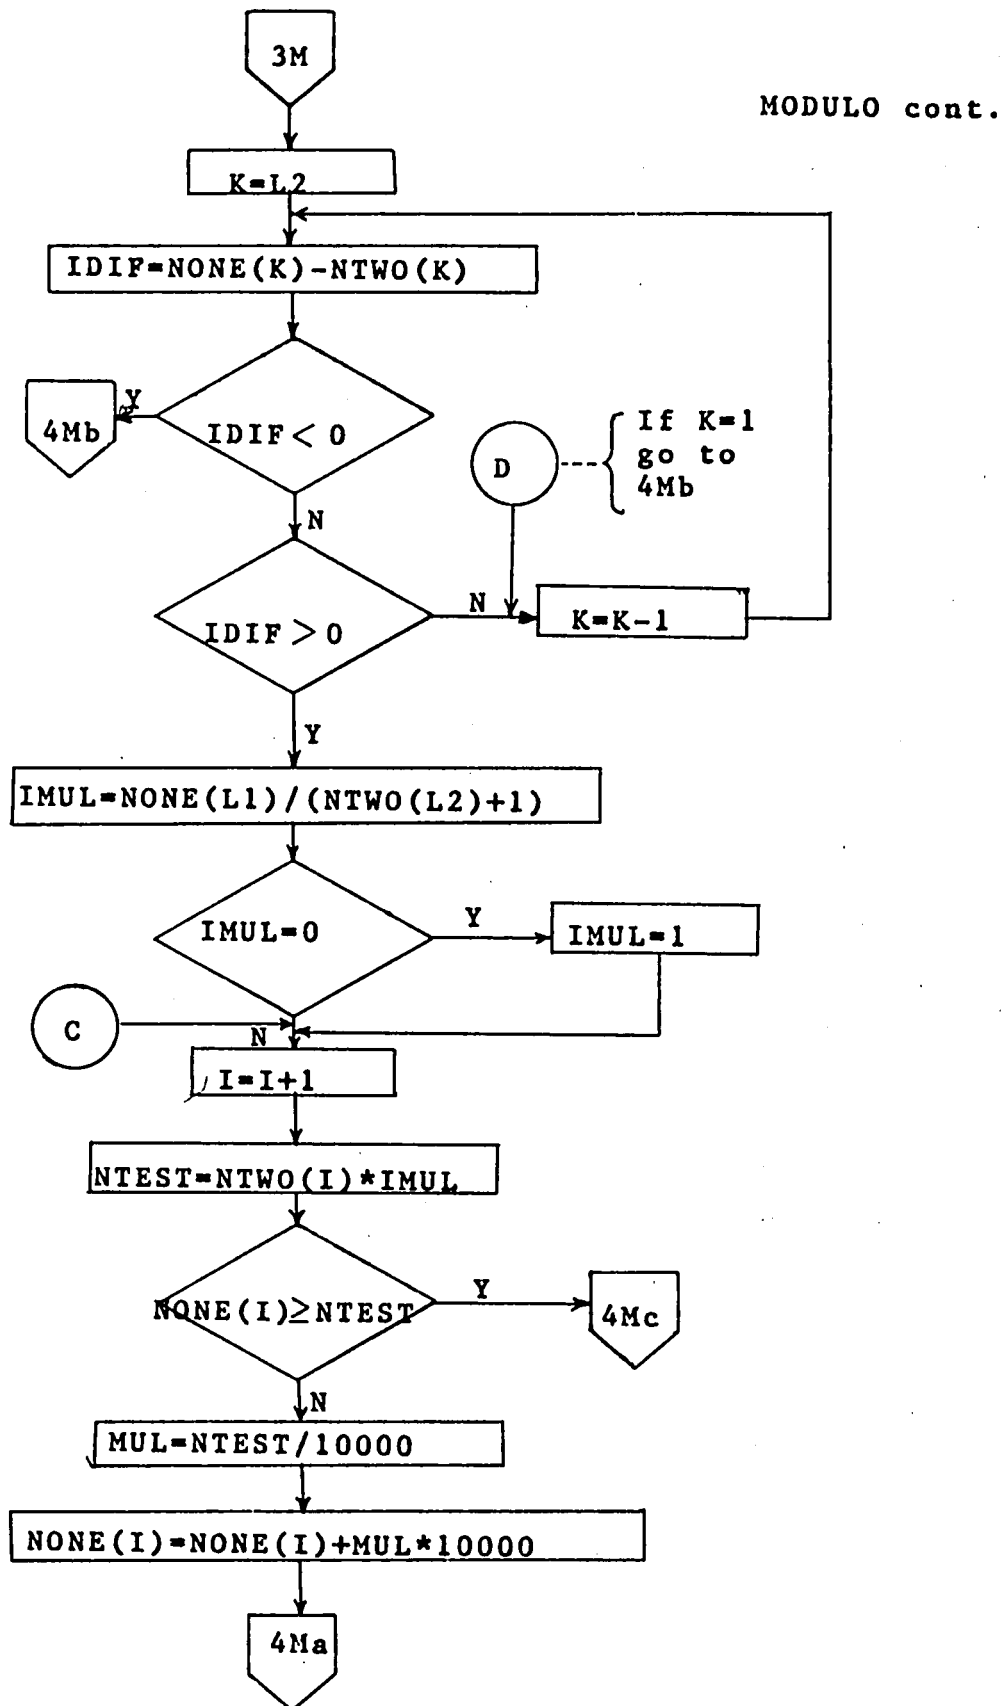 3M
MODULO cont.
K=L2
IDIF=NONE(K)-NTWO(K)
Y
4Mb
IDIF<0
D
If K=1
go to
4Mb
N
IDIF>0
N
K=K-1
Y
IMUL=NONE(L1)/(NTWO(L2)+1)
IMUL=0
Y
IMUL=1
C
N
I=I+1
NTEST=NTWO(I)*IMUL
NONE(I)≥NTEST
Y
4Mc
N
MUL=NTEST/10000
NONE(I)=NONE(I)+MUL*10000
4Ma